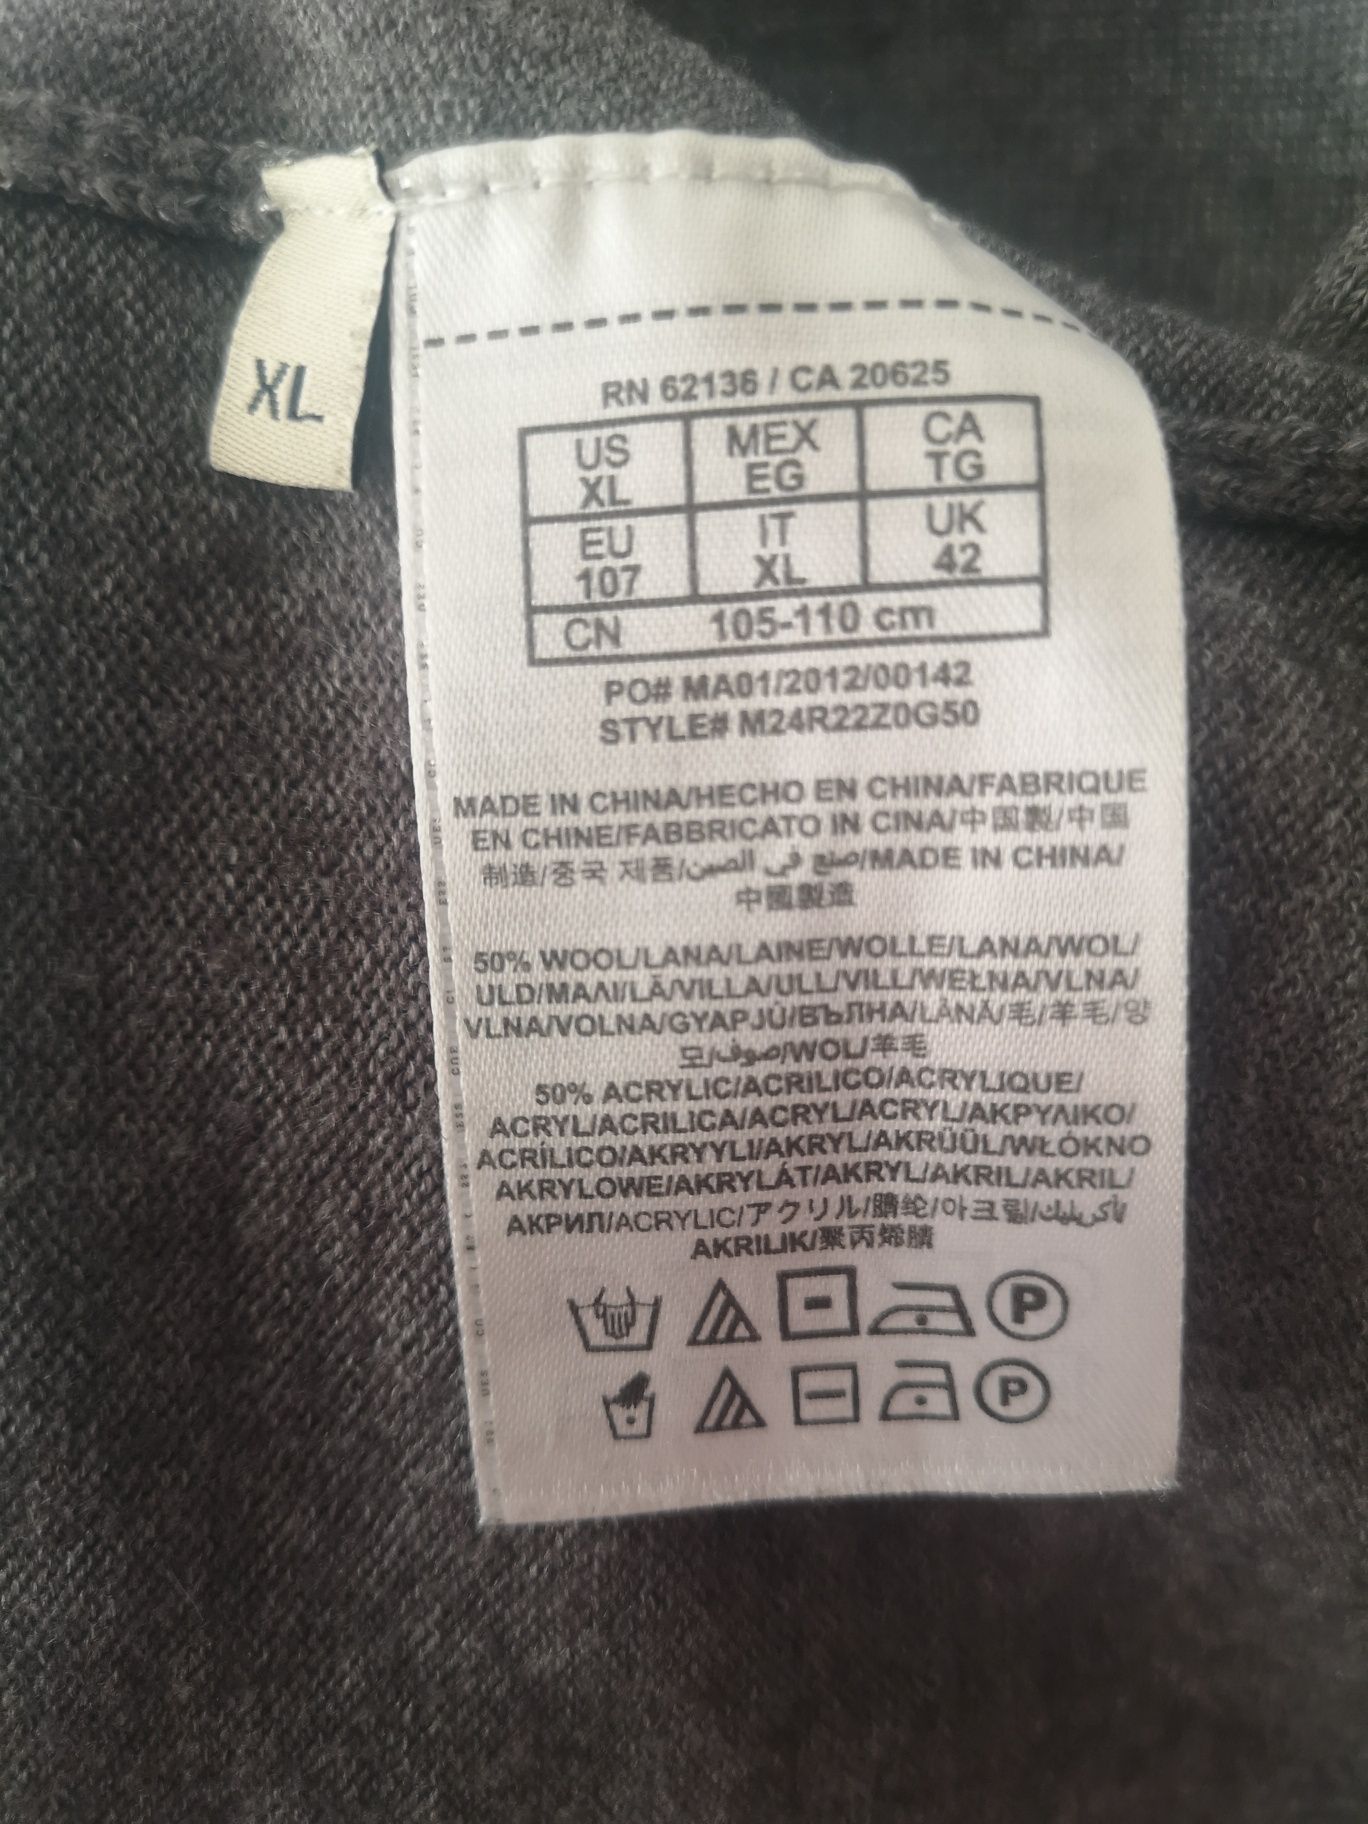 XL
RN 62136 / CA 20625
US MEX CA
XL EG TG
EU IT UK
107 XL 42
CN 105-110 cm
PO# MA01/2012/00142
STYLE# M24R22Z0G50
MADE IN CHINA/HECHO EN CHINA/FABRIQUE
EN CHINE/FABBRICATO IN CINA/中国製/中国
制造/중국 제품/صنع في الصين/MADE IN CHINA/
中國製造
50% WOOL/LANA/LAINE/WOLLE/LANA/WOL/
ULD/ΜΑΛΙ/LÃ/VILLA/ULL/VILL/WEŁNA/VLNA/
VLNA/VOLNA/GYAPJÚ/ВЪЛНА/LÂNĂ/毛/羊毛/양
모/صوف/WOL/羊毛
50% ACRYLIC/ACRILICO/ACRYLIQUE/
ACRYL/ACRILICA/ACRYL/ACRYL/ΑΚΡΥΛΙΚΟ/
ACRÍLICO/AKRYYLI/AKRYL/AKRÜÜL/WŁÓKNO
AKRYLOWE/AKRYLÁT/AKRYL/AKRIL/AKRIL/
АКРИЛ/ACRYLIC/アクリル/腈纶/아크릴/أكريليك/
AKRILIK/聚丙烯腈
P
P